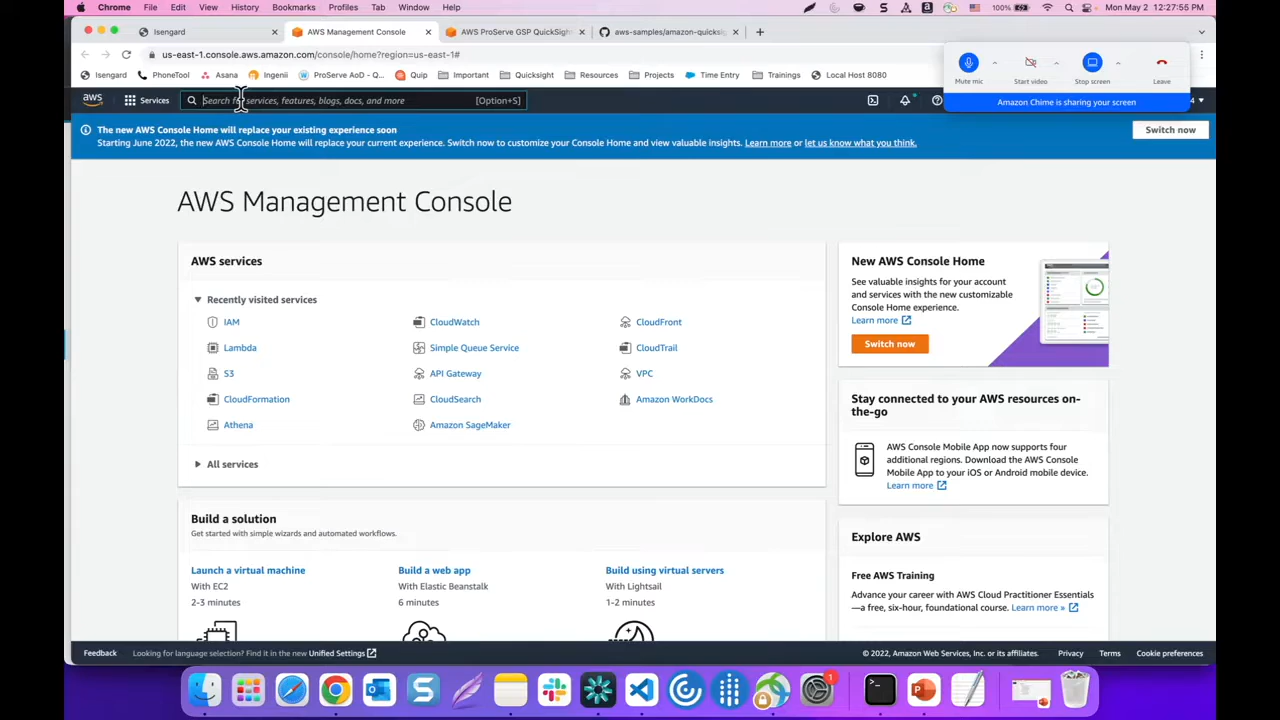 Chrome File Edit View History Bookmarks Profiles Tab Window Help 100% Mon May 2 12:27:55 PM
Isengard AWS Management Console AWS ProServe GSP QuickSigh aws-samples/amazon-quicksig
us-east-1.console.aws.amazon.com/console/home?region=us-east-1#
Isengard PhoneTool Asana Ingenii ProServe AoD - Q... Quip Important Quicksight Resources Projects Time Entry Trainings Local Host 8080
Mute mic Start video Stop screen Leave
Amazon Chime is sharing your screen
aws Services Search for services, features, blogs, docs, and more [Option+S] 4
The new AWS Console Home will replace your existing experience soon
Starting June 2022, the new AWS Console Home will replace your current experience. Switch now to customize your Console Home and view valuable insights. Learn more or let us know what you think.
Switch now
AWS Management Console
AWS services
Recently visited services
IAM CloudWatch CloudFront
Lambda Simple Queue Service CloudTrail
S3 API Gateway VPC
CloudFormation CloudSearch Amazon WorkDocs
Athena Amazon SageMaker
All services
New AWS Console Home
See valuable insights for your account
and services with the new customizable
Console Home experience.
Learn more
Switch now
Stay connected to your AWS resources on-
the-go
AWS Console Mobile App now supports four
additional regions. Download the AWS Console
Mobile App to your iOS or Android mobile device.
Learn more
Build a solution
Get started with simple wizards and automated workflows.
Launch a virtual machine Build a web app Build using virtual servers
With EC2 With Elastic Beanstalk With Lightsail
2-3 minutes 6 minutes 1-2 minutes
Explore AWS
Free AWS Training
Advance your career with AWS Cloud Practitioner Essentials
—a free, six-hour, foundational course. Learn more »
Feedback Looking for language selection? Find it in the new Unified Settings © 2022, Amazon Web Services, Inc. or its affiliates. Privacy Terms Cookie preferences
1